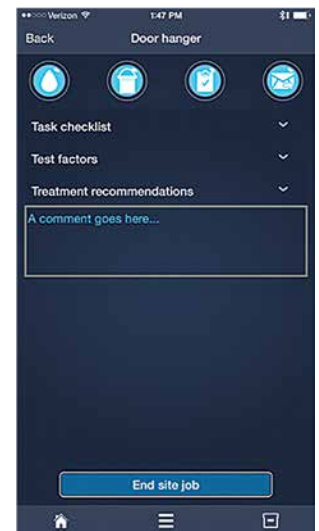 Verizon 1:47 PM
Back Door hanger
Task checklist
Test factors
Treatment recommendations
A comment goes here...
End site job